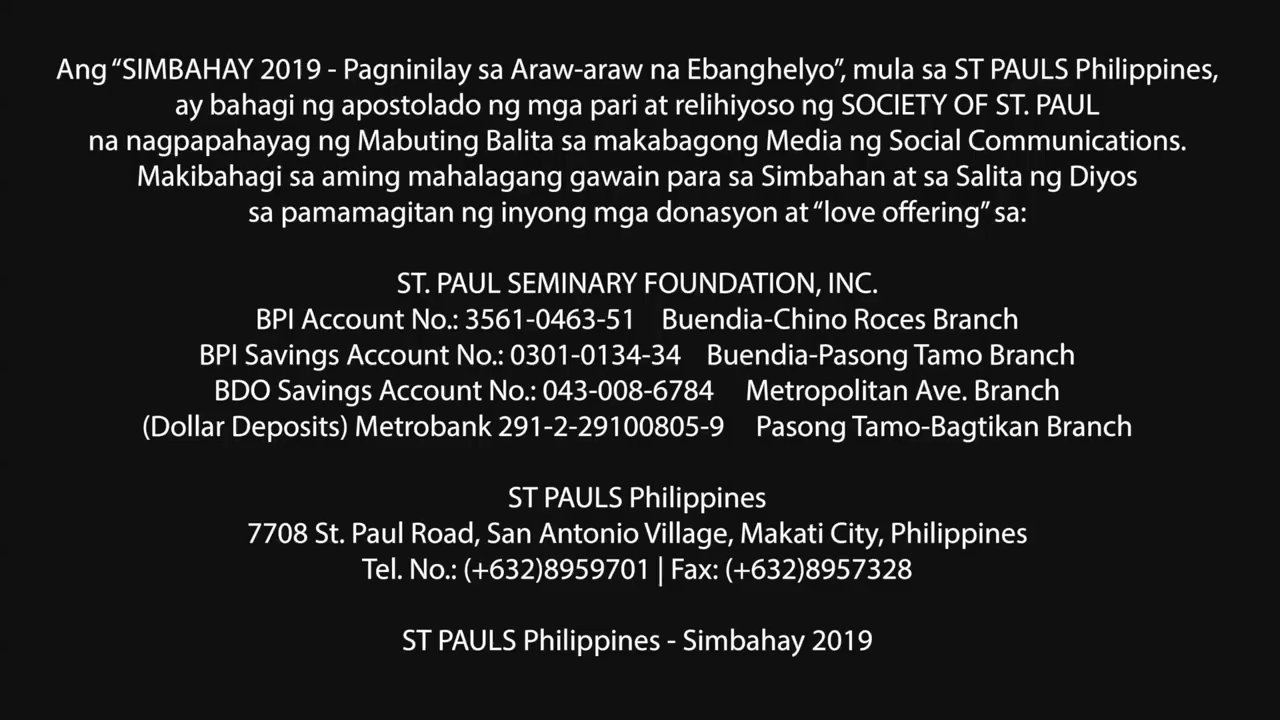 Ang “SIMBAHAY 2019 - Pagninilay sa Araw-araw na Ebanghelyo”, mula sa ST PAULS Philippines,
ay bahagi ng apostolado ng mga pari at relihiyoso ng SOCIETY OF ST. PAUL
na nagpapahayag ng Mabuting Balita sa makabagong Media ng Social Communications.
Makibahagi sa aming mahalagang gawain para sa Simbahan at sa Salita ng Diyos
sa pamamagitan ng inyong mga donasyon at “love offering” sa:
ST. PAUL SEMINARY FOUNDATION, INC.
BPI Account No.: 3561-0463-51 Buendia-Chino Roces Branch
BPI Savings Account No.: 0301-0134-34 Buendia-Pasong Tamo Branch
BDO Savings Account No.: 043-008-6784 Metropolitan Ave. Branch
(Dollar Deposits) Metrobank 291-2-29100805-9 Pasong Tamo-Bagtikan Branch
ST PAULS Philippines
7708 St. Paul Road, San Antonio Village, Makati City, Philippines
Tel. No.: (+632)8959701 | Fax: (+632)8957328
ST PAULS Philippines - Simbahay 2019